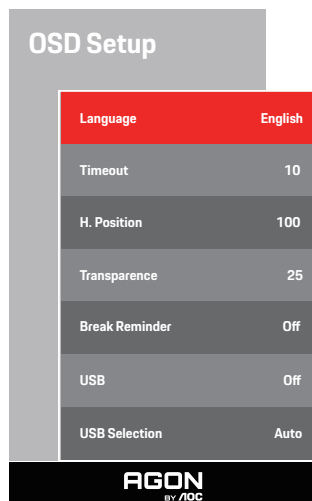 OSD Setup
Language English
Timeout 10
H. Position 100
Transparence 25
Break Reminder Off
USB Off
USB Selection Auto
AGON
BY AOC